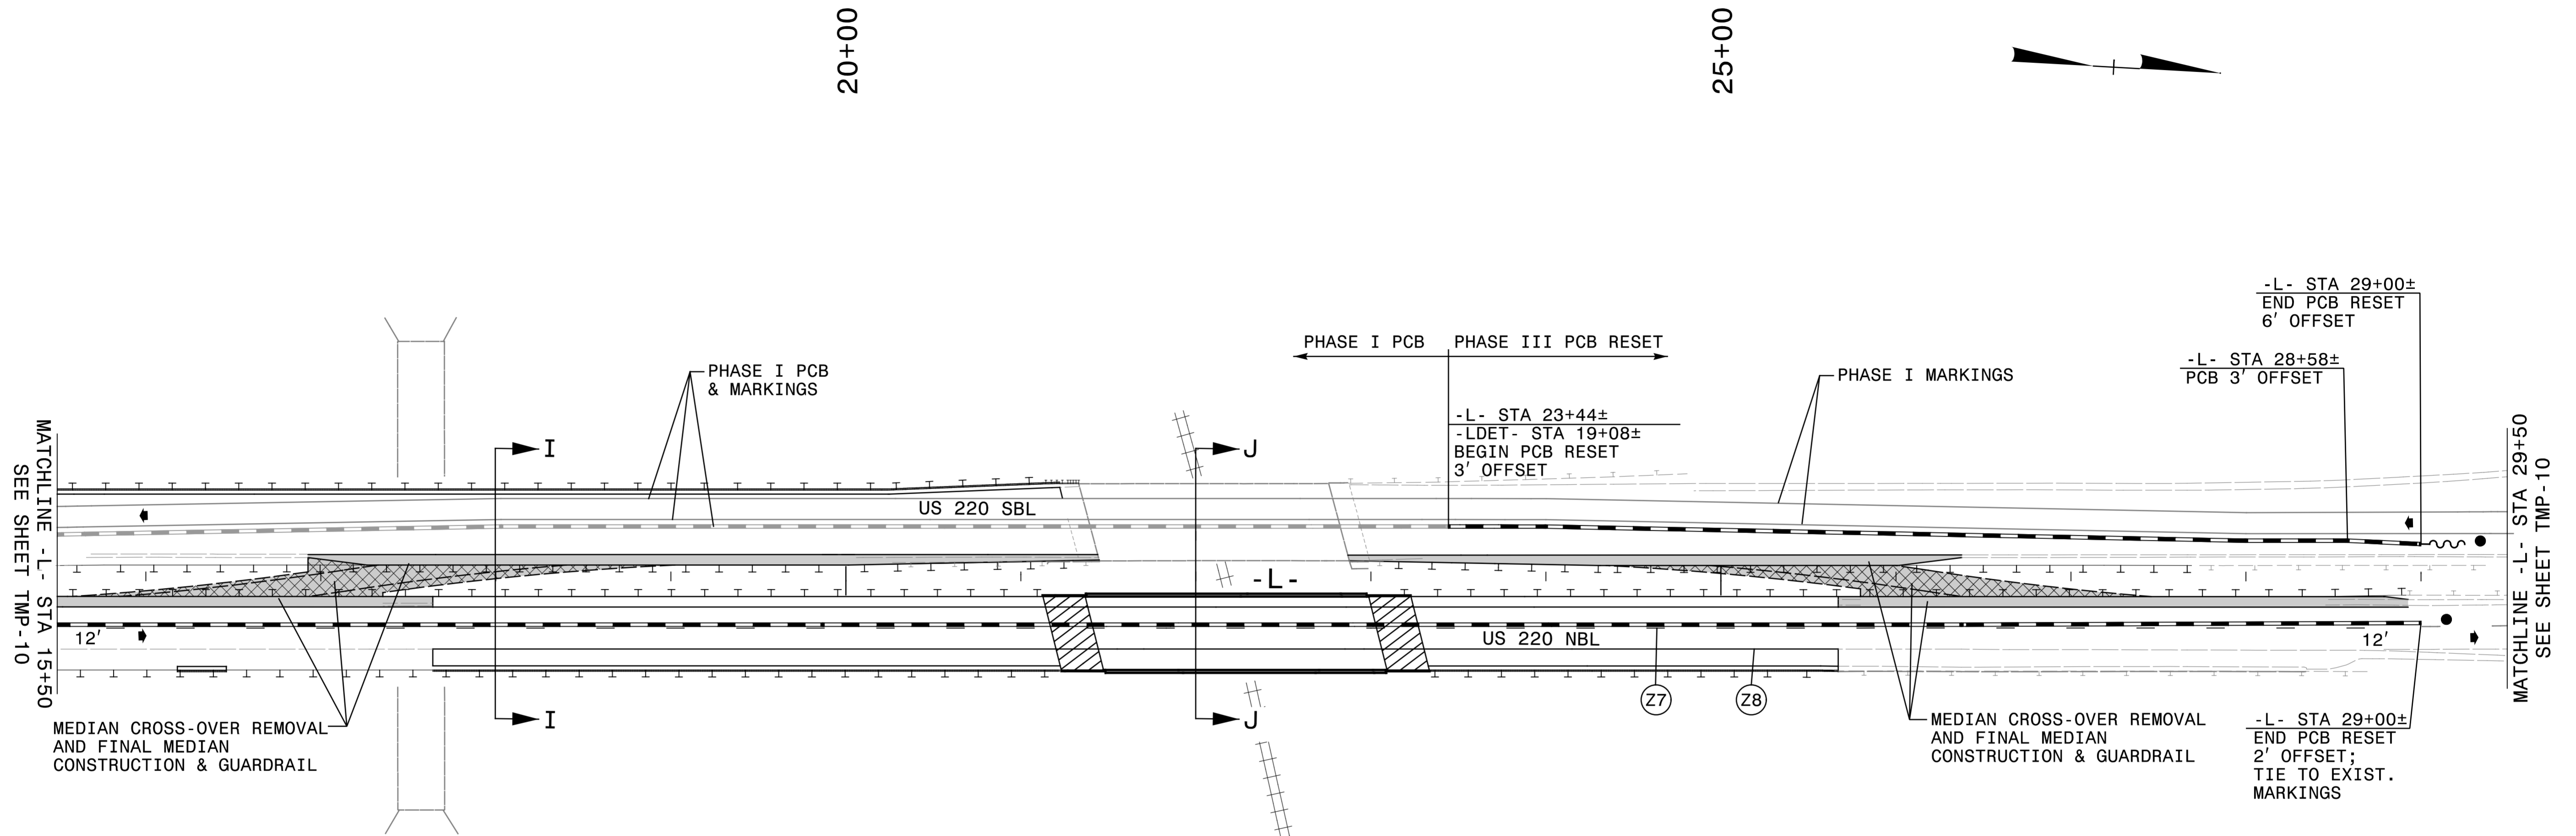 20+00
25+00
-L- STA 29+00±
END PCB RESET
6' OFFSET
PHASE I PCB
PHASE III PCB RESET
-L- STA 28+58±
PCB 3' OFFSET
PHASE I PCB
& MARKINGS
PHASE I MARKINGS
-L- STA 23+44±
-LDET- STA 19+08±
BEGIN PCB RESET
3' OFFSET
I
J
MATCHLINE -L- STA 15+50
SEE SHEET TMP-10
MATCHLINE -L- STA 29+50
SEE SHEET TMP-10
US 220 SBL
-L-
12'
US 220 NBL
12'
Z7
Z8
I
J
MEDIAN CROSS-OVER REMOVAL
AND FINAL MEDIAN
CONSTRUCTION & GUARDRAIL
MEDIAN CROSS-OVER REMOVAL
AND FINAL MEDIAN
CONSTRUCTION & GUARDRAIL
-L- STA 29+00±
END PCB RESET
2' OFFSET;
TIE TO EXIST.
MARKINGS